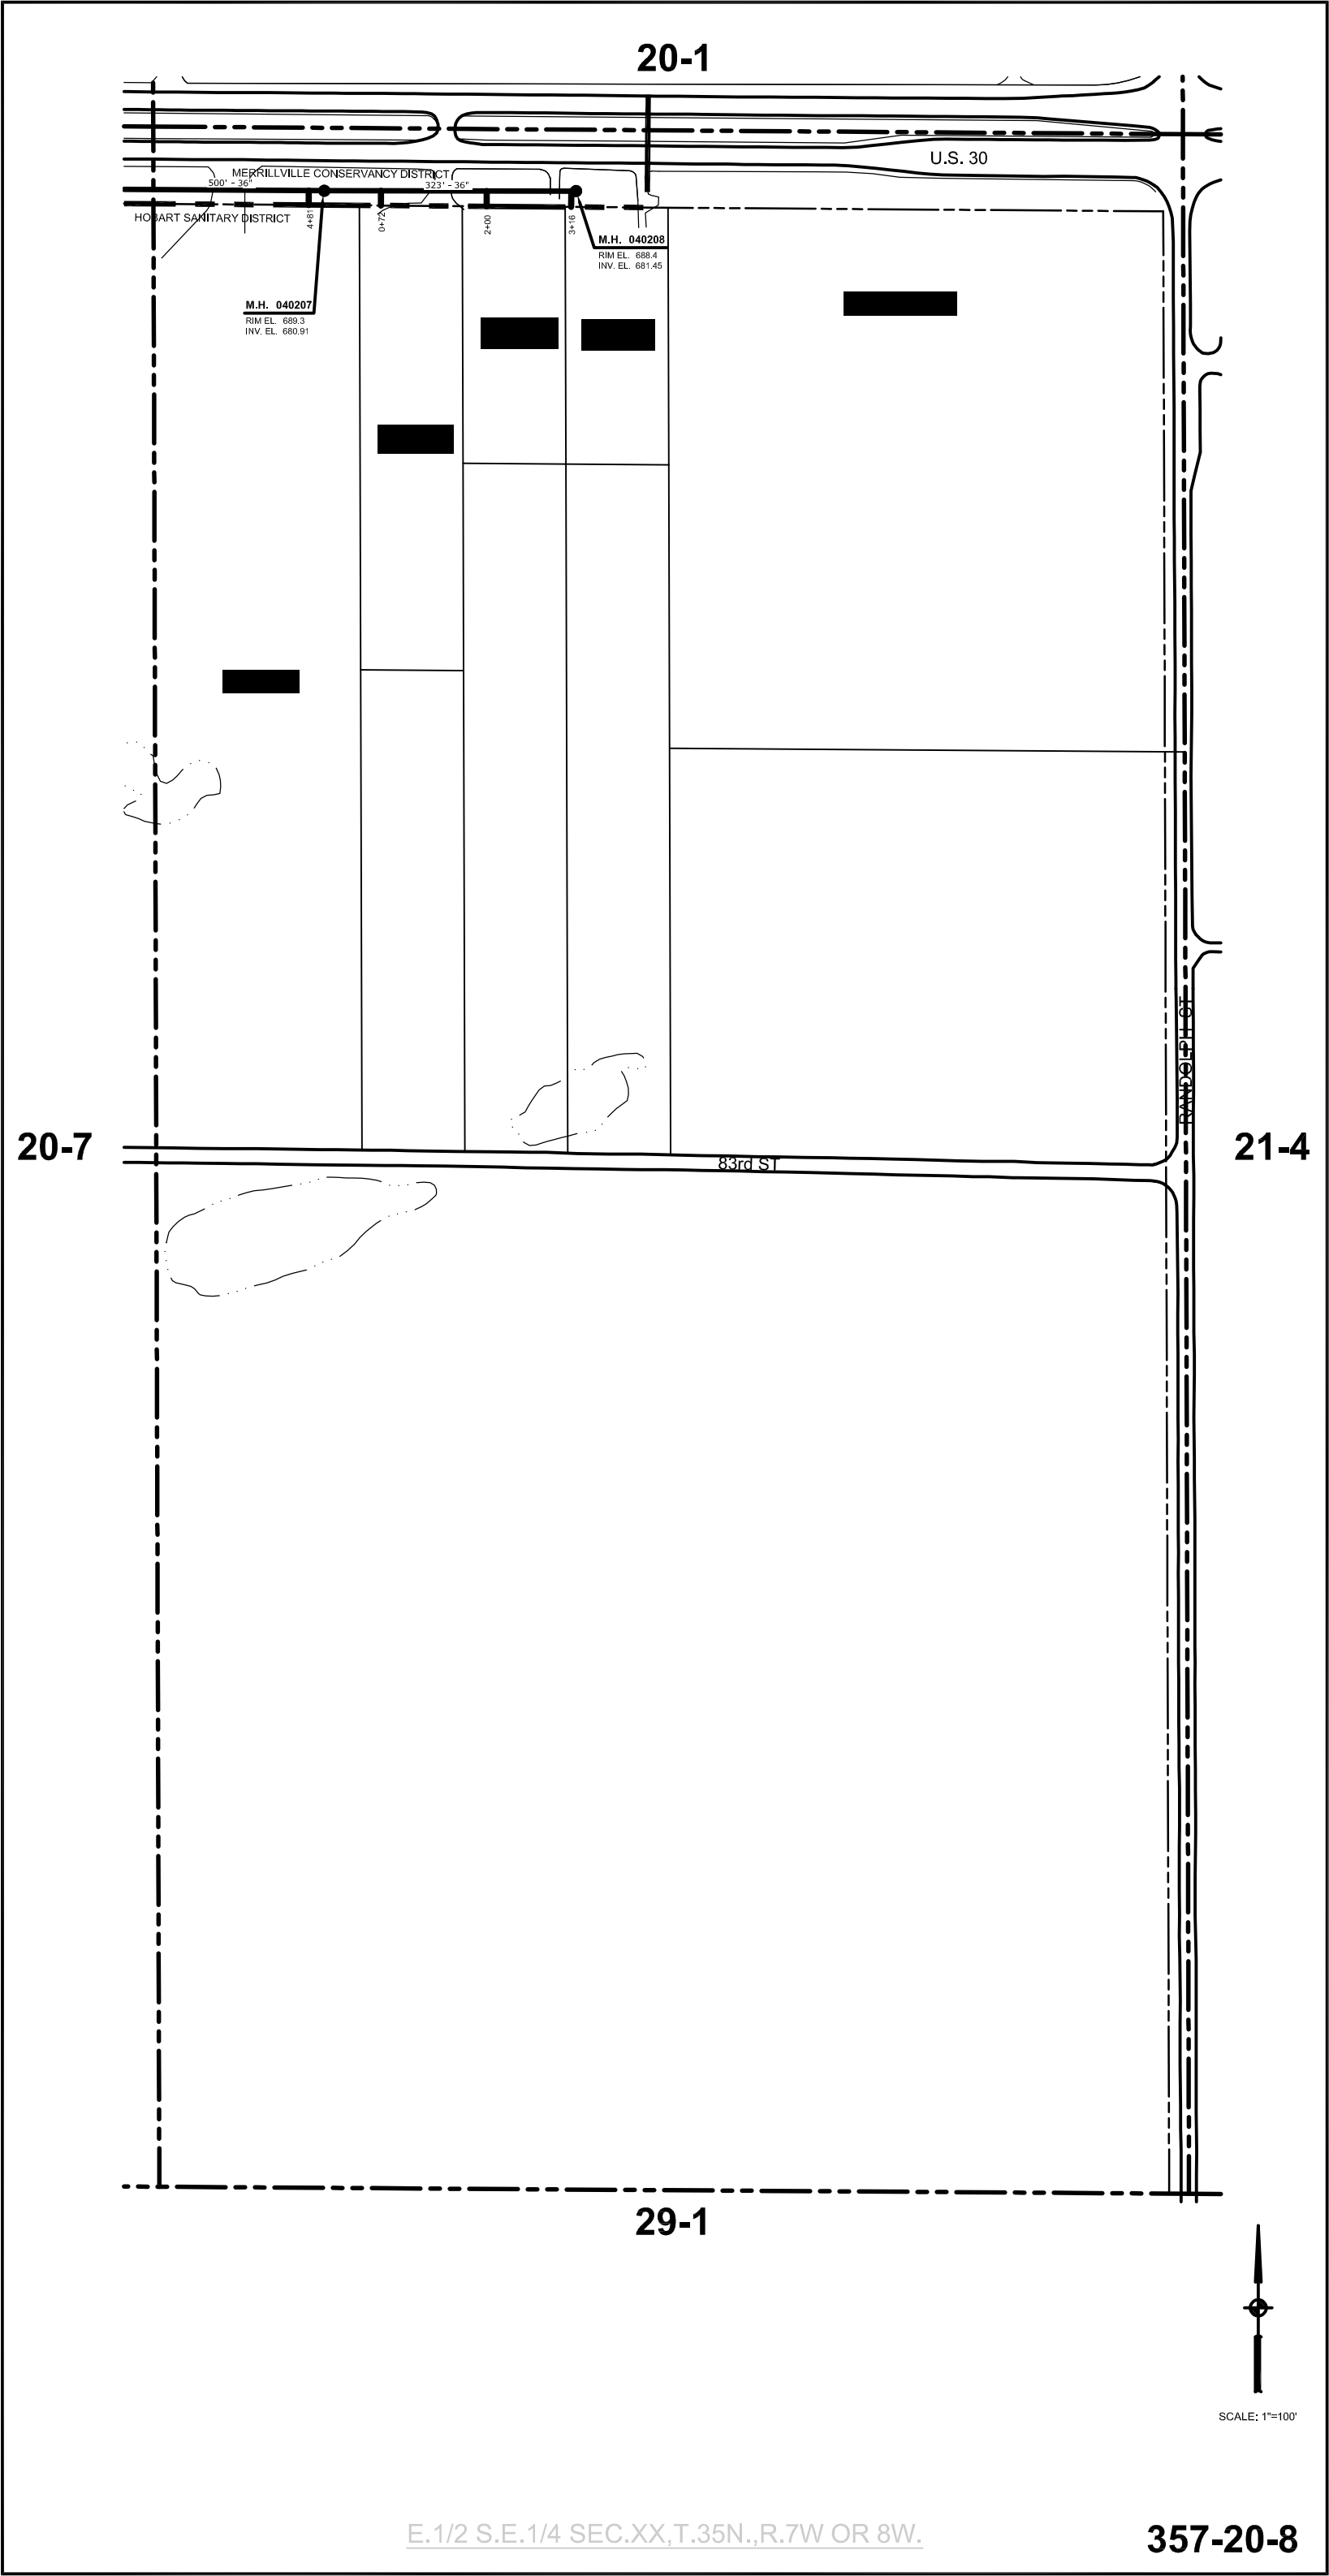 20-1
U.S. 30
MERRILLVILLE CONSERVANCY DISTRICT
500' - 36"
323' - 36"
HOBART SANITARY DISTRICT
4+81
0+72
2+00
3+16
M.H. 040208
RIM EL. 688.4
INV. EL. 681.45
M.H. 040207
RIM EL. 689.3
INV. EL. 680.91
RANDOLPH ST
20-7
21-4
83rd ST
29-1
SCALE: 1"=100'
E.1/2 S.E.1/4 SEC.XX,T.35N.,R.7W OR 8W.
357-20-8